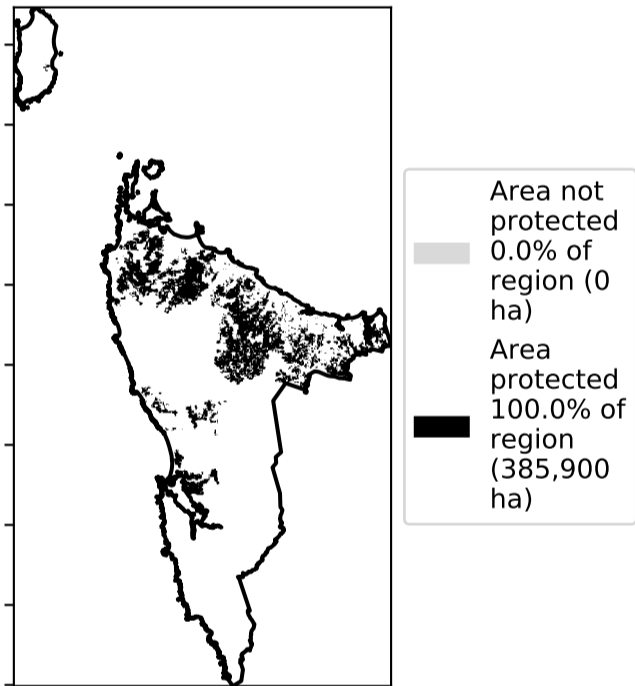 Area not
protected
0.0% of
region (0
ha)
Area
protected
100.0% of
region
(385,900
ha)